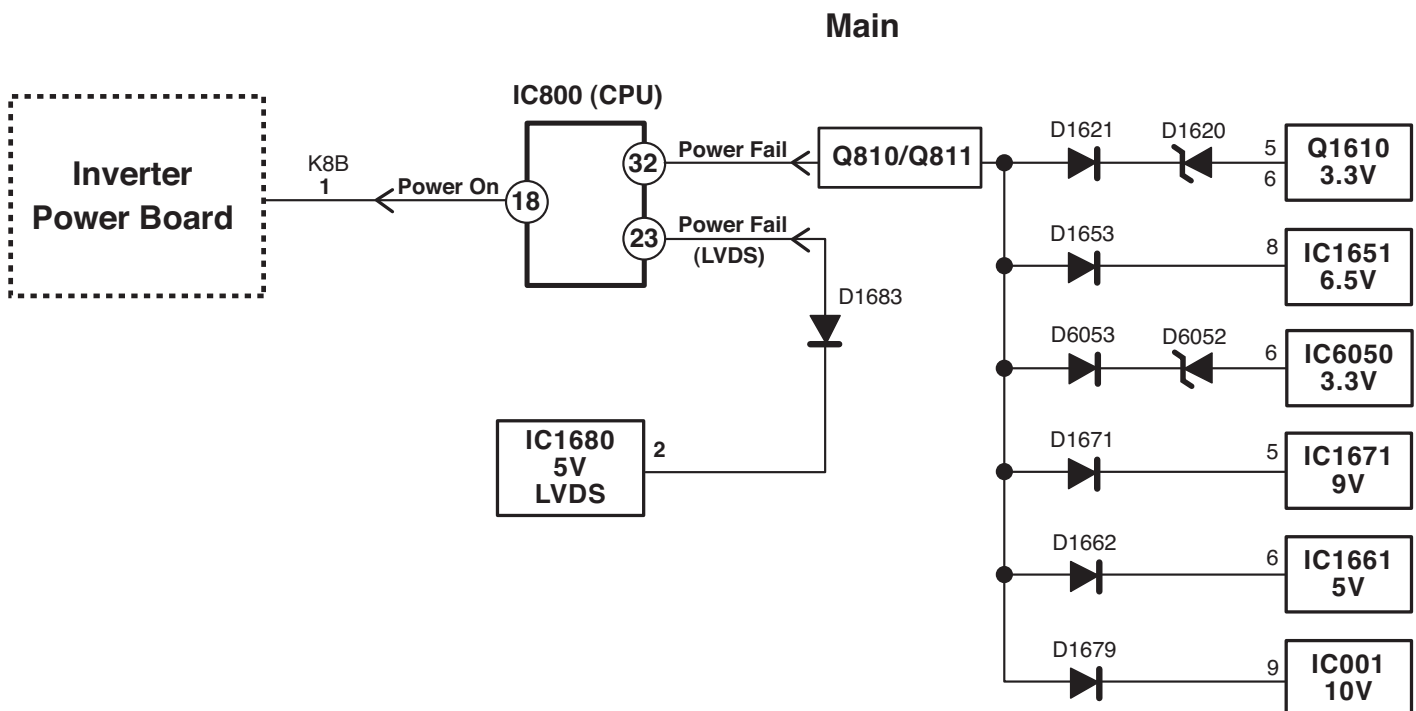 Main
IC800 (CPU)
Inverter
Power Board
K8B
1
Power On
18
32
Power Fail
23
Power Fail
(LVDS)
D1683
IC1680
5V
LVDS
2
Q810/Q811
D1621
D1620
5
6
Q1610
3.3V
D1653
8
IC1651
6.5V
D6053
D6052
6
IC6050
3.3V
D1671
5
IC1671
9V
D1662
6
IC1661
5V
D1679
9
IC001
10V